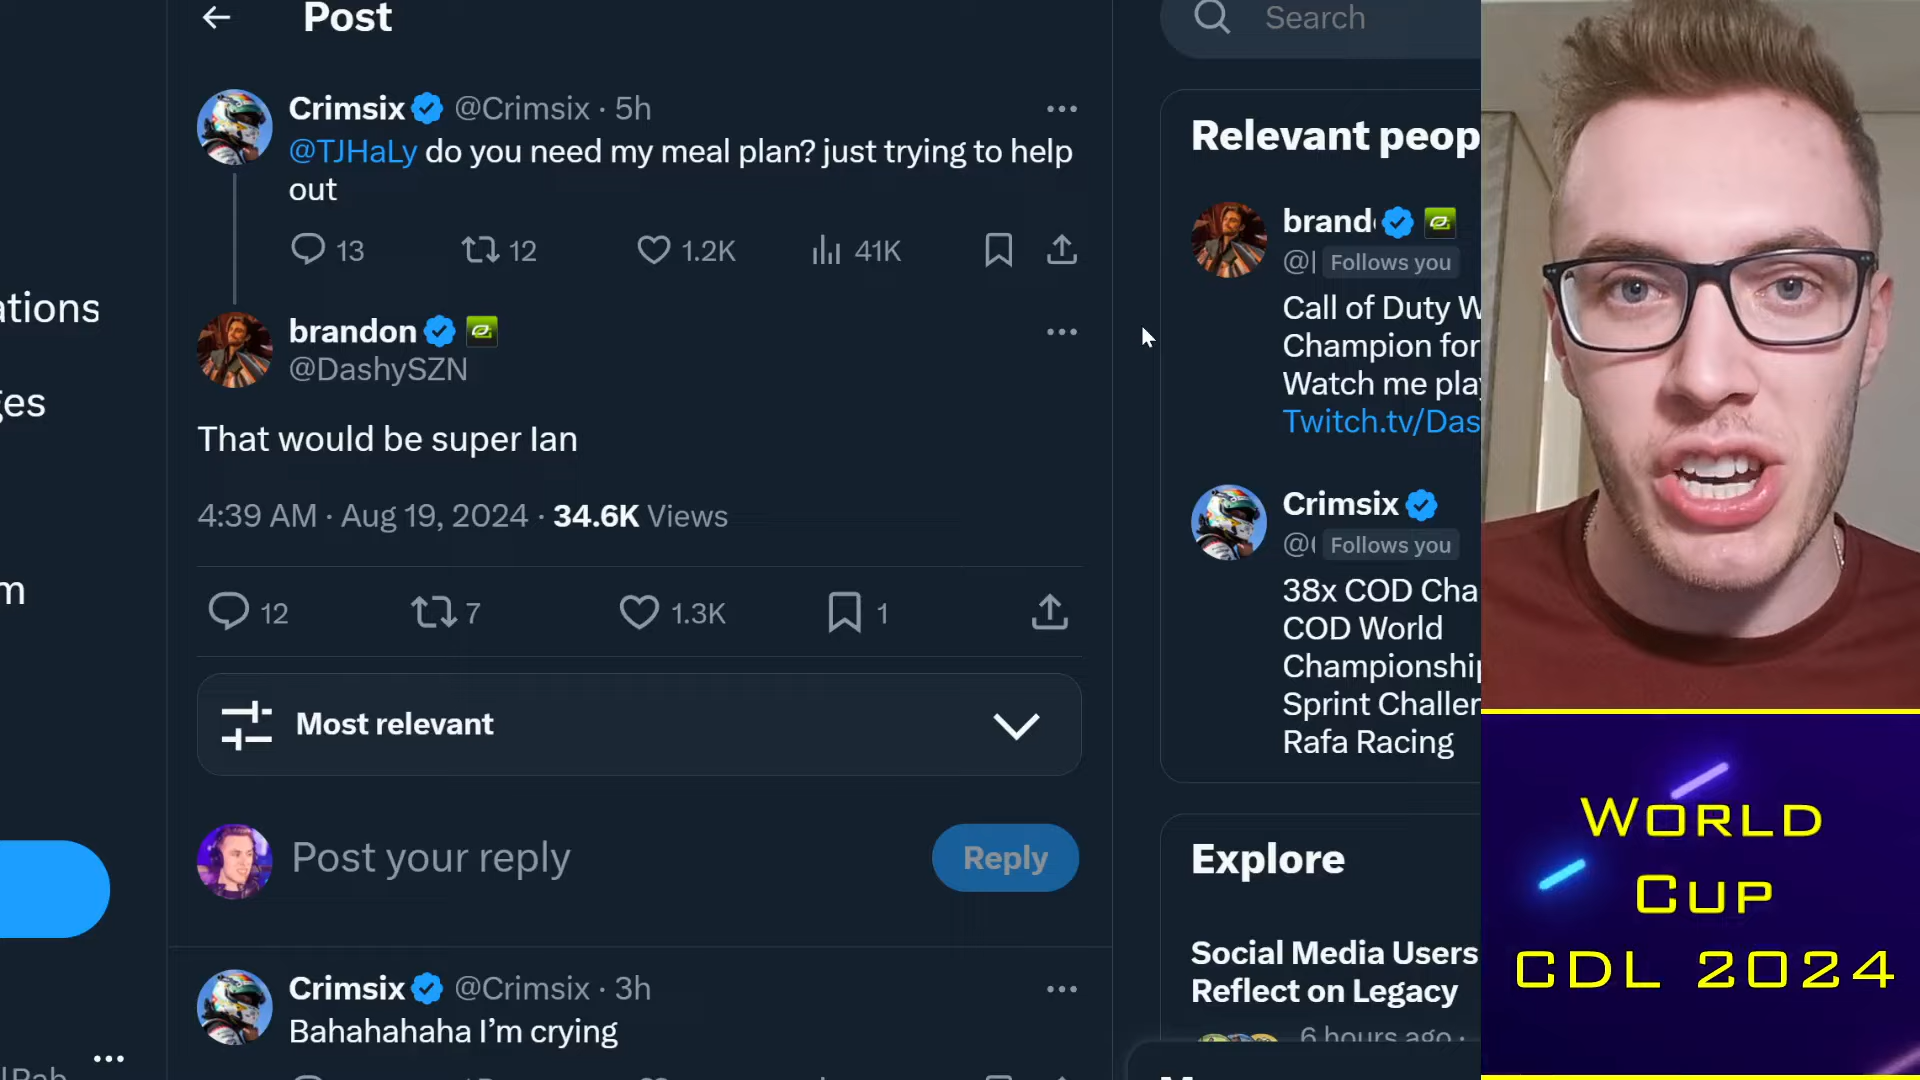 Post
Search
Crimsix @Crimsix · 5h
@TJHaLy do you need my meal plan? just trying to help
out
13 12 1.2K 41K
brandon
@DashySZN
That would be super Ian
4:39 AM · Aug 19, 2024 · 34.6K Views
12 7 1.3K 1
Most relevant
Post your reply
Reply
Crimsix @Crimsix · 3h
Bahahahaha I’m crying
ations
ges
m
Relevant peop
brand
Follows you
Call of Duty W
Champion for
Watch me play
Twitch.tv/Das
Crimsix
Follows you
38x COD Cha
COD World
Championship
Sprint Challer
Rafa Racing
Explore
Social Media Users
Reflect on Legacy
6 hours ago ·
World
Cup
CDL 2024